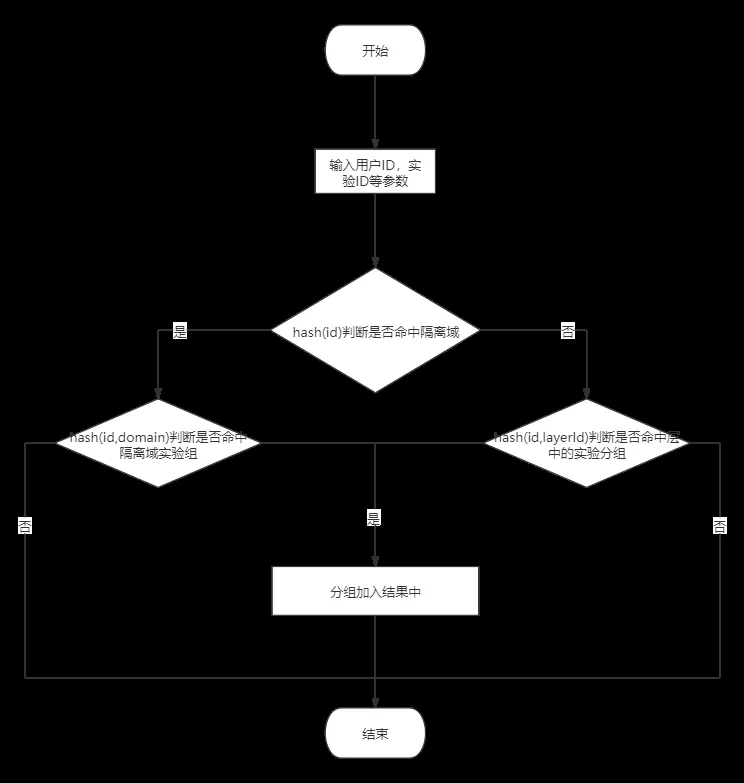 开始
输入用户ID，实
验ID等参数
hash(id)判断是否命中隔离域
是
否
hash(id,domain)判断是否命中
隔离域实验组
hash(id,layerId)判断是否命中层
中的实验分组
否
是
否
分组加入结果中
结束